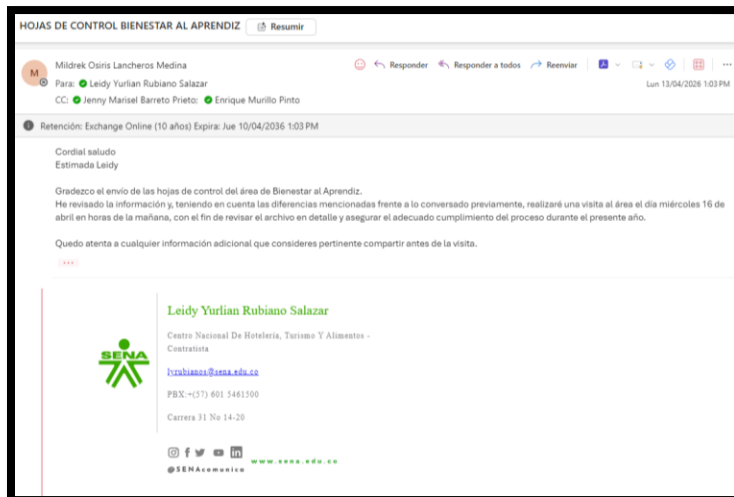 HOJAS DE CONTROL BIENESTAR AL APRENDIZ Resumir
M
Mildrek Osiris Lancheros Medina
Responder Responder a todos Reenviar
Para: Leidy Yurlian Rubiano Salazar
Lun 13/04/2026 1:03 PM
CC: Jenny Marisel Barreto Prieto; Enrique Murillo Pinto
Retención: Exchange Online (10 años) Expira: Jue 10/04/2036 1:03 PM
Cordial saludo
Estimada Leidy
Gradezco el envío de las hojas de control del área de Bienestar al Aprendiz.
He revisado la información y, teniendo en cuenta las diferencias mencionadas frente a lo conversado previamente, realizaré una visita al área el día miércoles 16 de
abril en horas de la mañana, con el fin de revisar el archivo en detalle y asegurar el adecuado cumplimiento del proceso durante el presente año.
Quedo atenta a cualquier información adicional que consideres pertinente compartir antes de la visita.
Leidy Yurlian Rubiano Salazar
Centro Nacional De Hoteleria, Turismo Y Alimentos -
Contratista
SENA
lyrubianos@sena.edu.co
PBX:+(57) 601 5461500
Carrera 31 No 14-20
@SENAcomunica
www.sena.edu.co